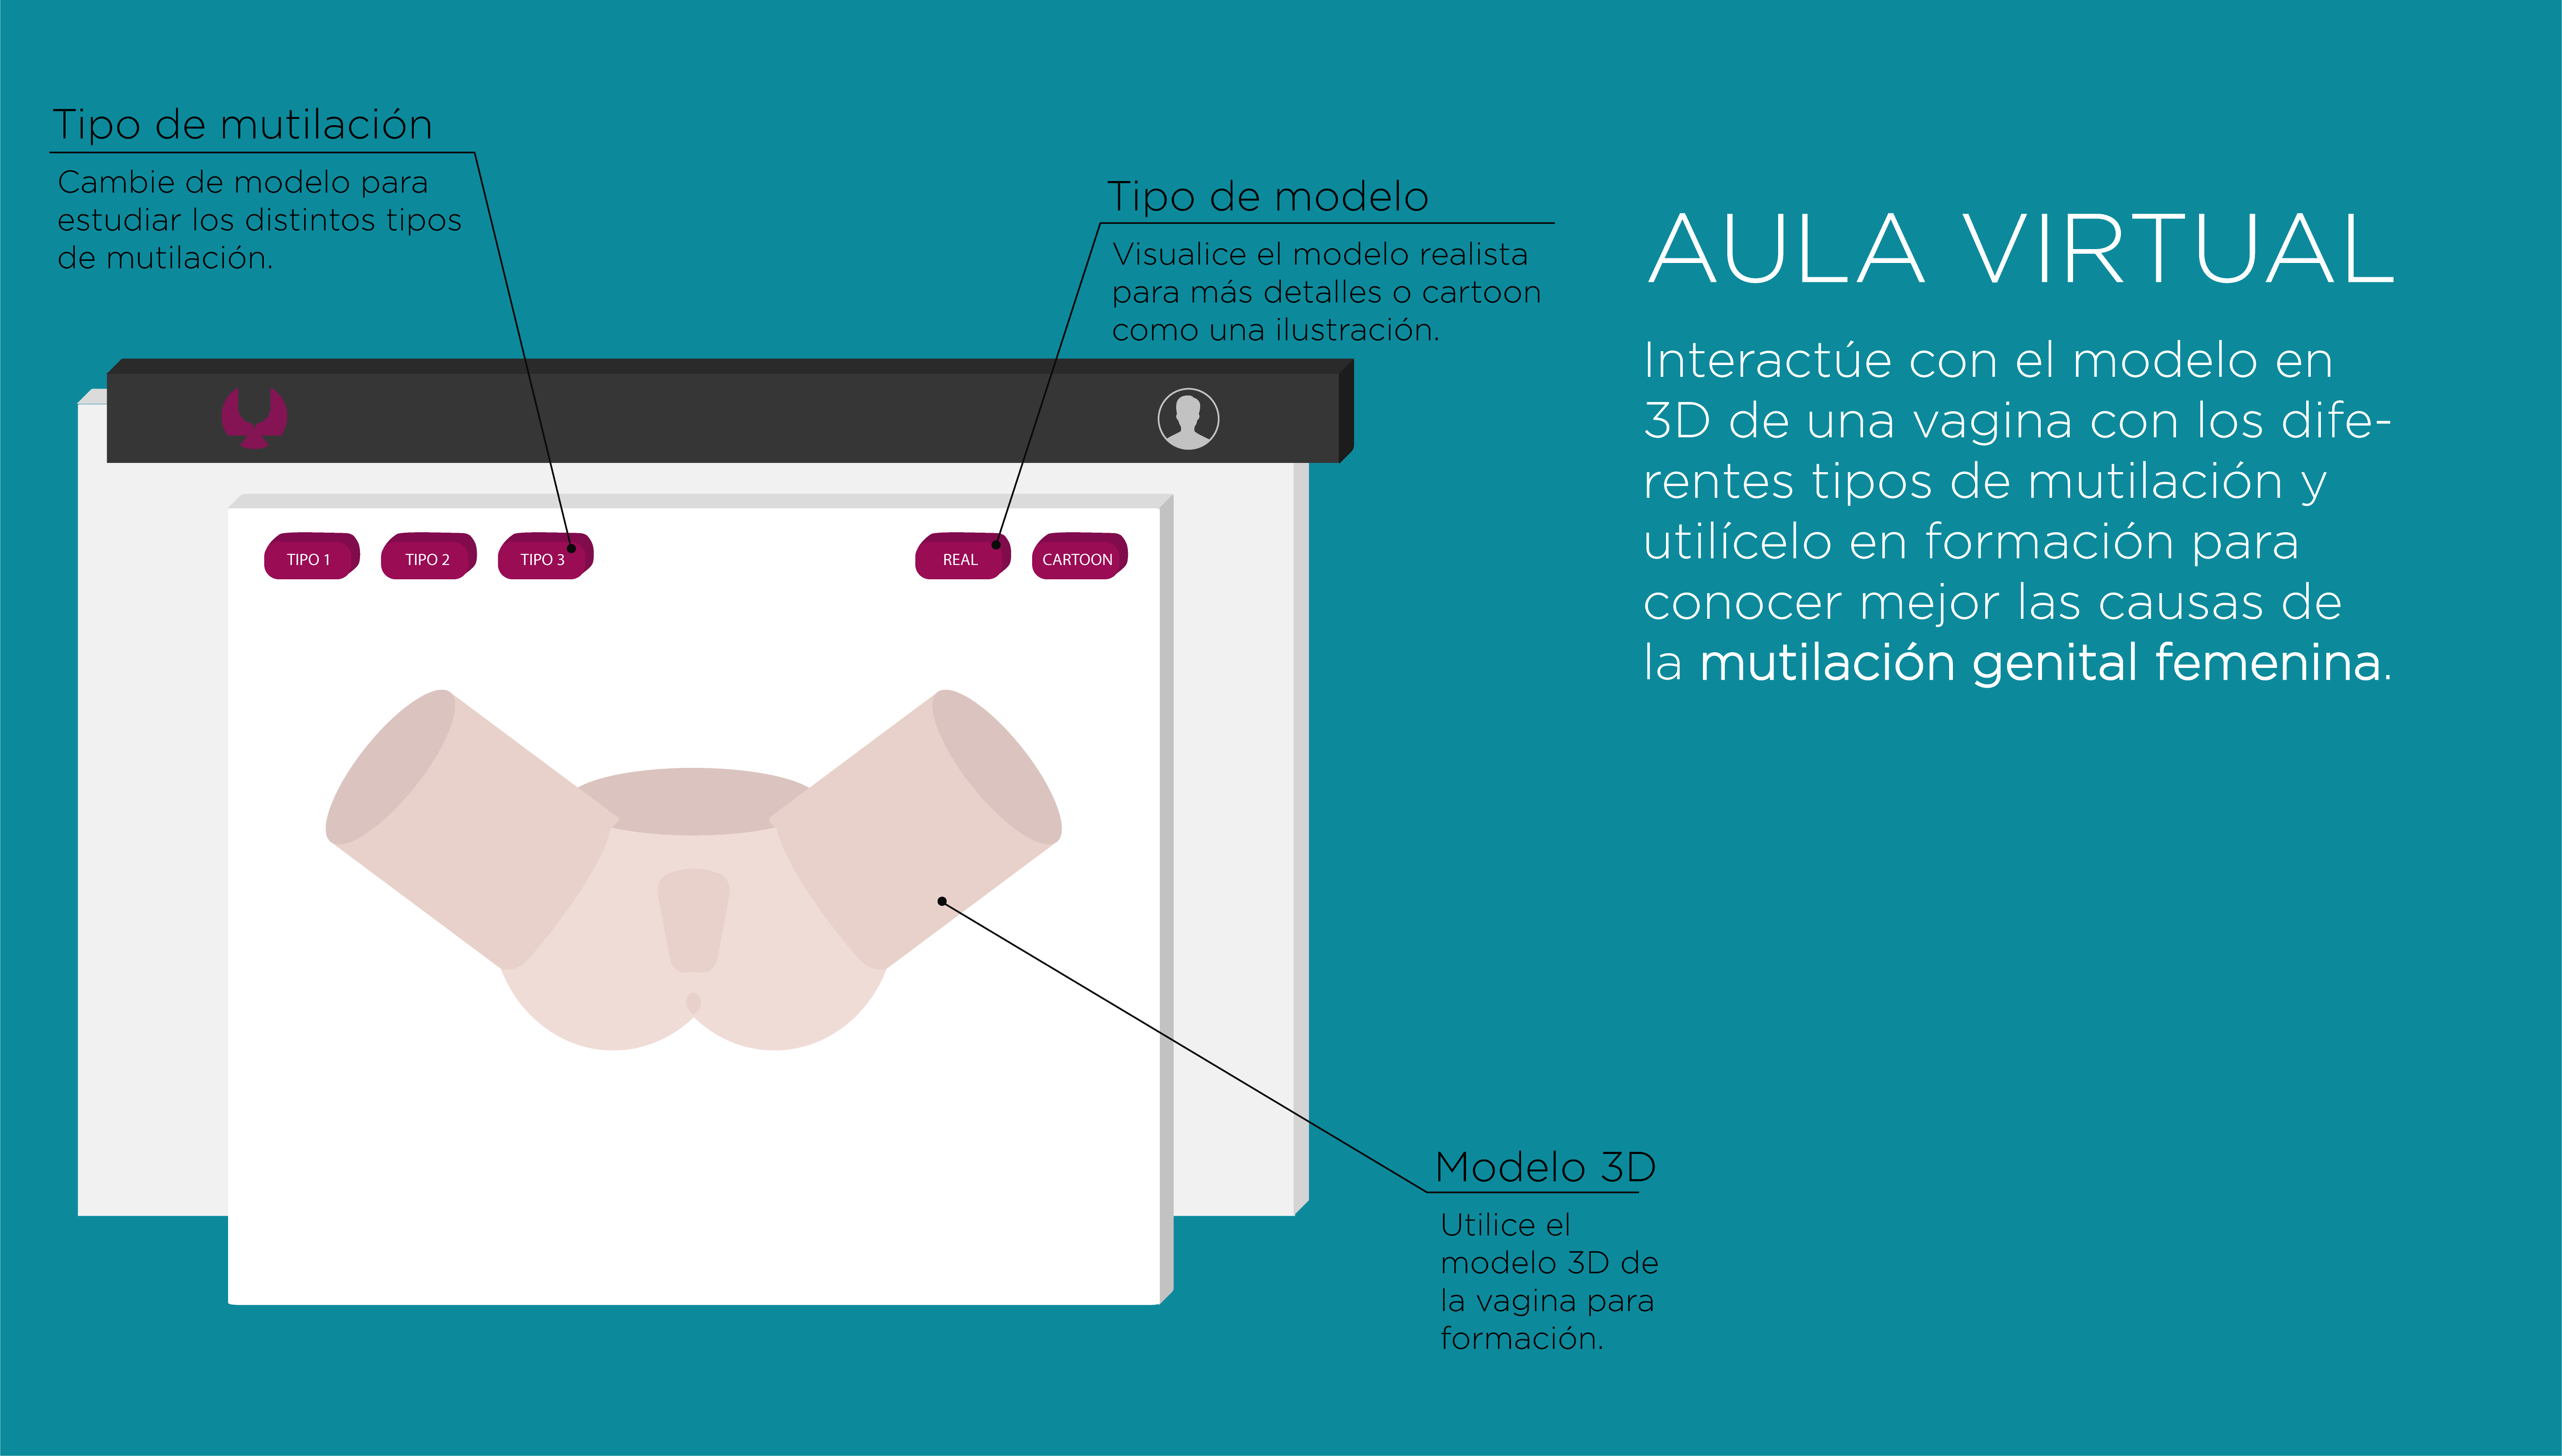 Tipo de mutilación
Cambie de modelo para
estudiar los distintos tipos
de mutilación.
Tipo de modelo
Visualice el modelo realista
para más detalles o cartoon
como una ilustración.
AULA VIRTUAL
Interactúe con el modelo en
3D de una vagina con los dife-
rentes tipos de mutilación y
utilícelo en formación para
conocer mejor las causas de
la mutilación genital femenina.
TIPO 1
TIPO 2
TIPO 3
REAL
CARTOON
Modelo 3D
Utilice el
modelo 3D de
la vagina para
formación.